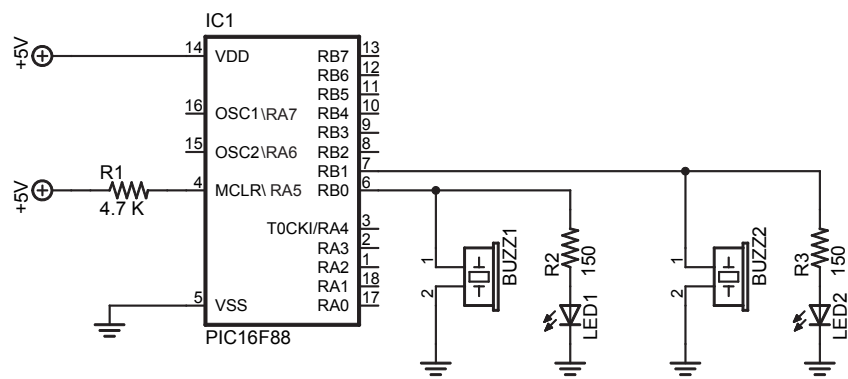 IC1
+5V
14
VDD
RB7
13
RB6
12
RB5
11
16
OSC1\RA7
RB4
10
RB3
9
15
OSC2\RA6
RB2
8
RB1
7
+5V
R1
4.7 K
4
MCLR\ RA5
RB0
6
T0CKI/RA4
3
RA3
2
RA2
1
RA1
18
5
VSS
RA0
17
PIC16F88
1
2
BUZZ1
R2
150
LED1
1
2
BUZZ2
R3
150
LED2